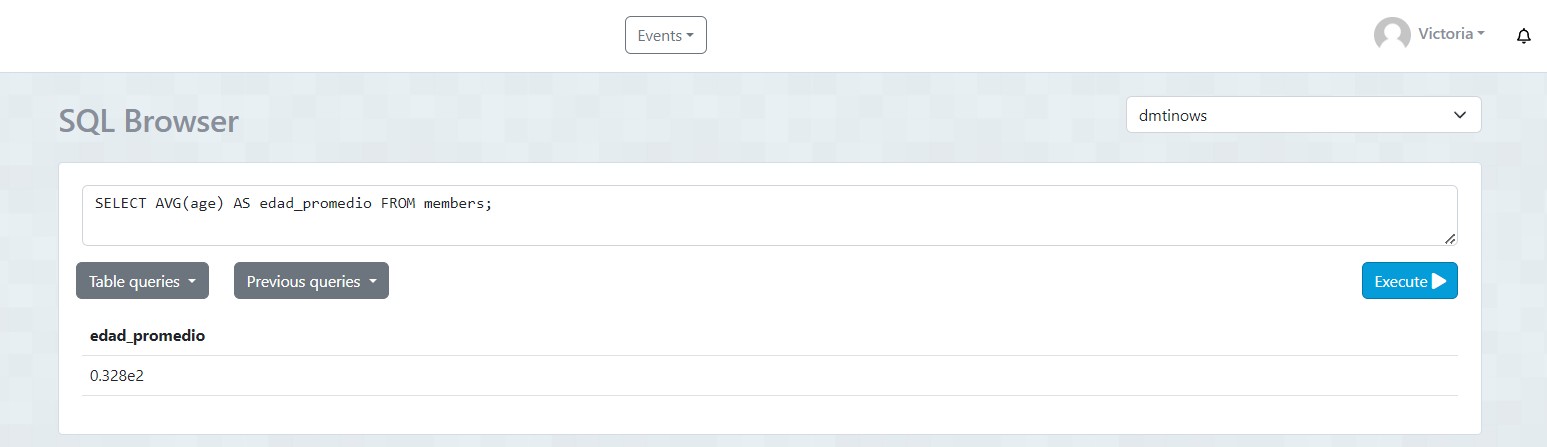 Events
Victoria
SQL Browser
dmtinows
SELECT AVG(age) AS edad_promedio FROM members;
Table queries
Previous queries
Execute
edad_promedio
0.328e2